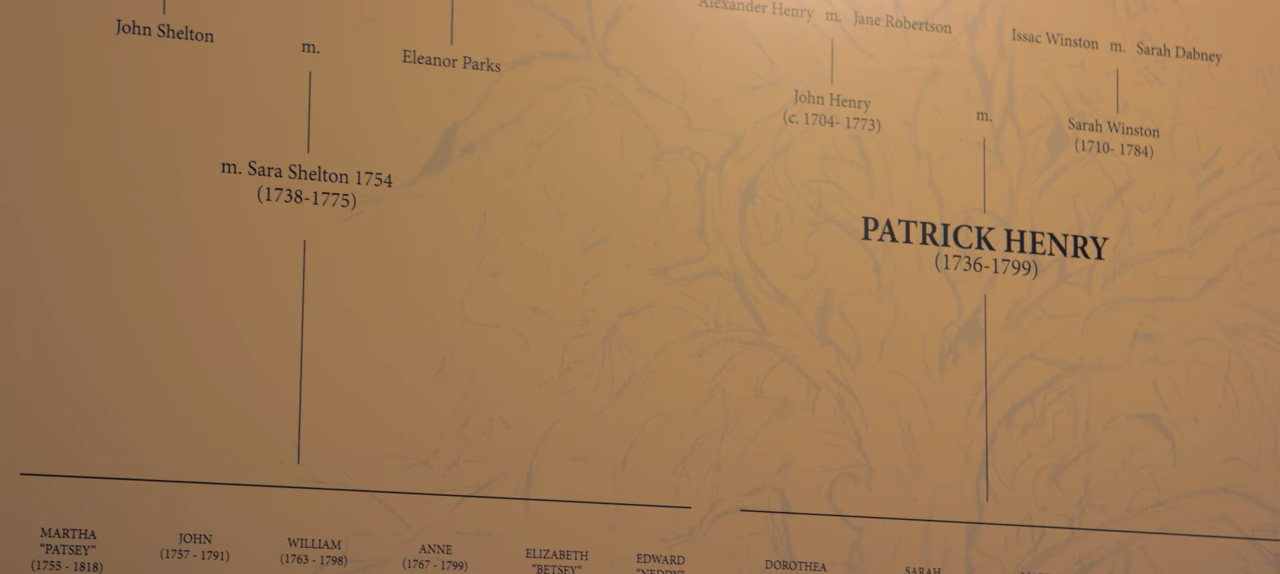 John Shelton
m.
Eleanor Parks
m. Sara Shelton 1754
(1738-1775)
Alexander Henry m. Jane Robertson
Issac Winston m. Sarah Dabney
John Henry
(c. 1704- 1773)
m.
Sarah Winston
(1710- 1784)
PATRICK HENRY
(1736-1799)
MARTHA
"PATSEY"
(1755 - 1818)
JOHN
(1757 - 1791)
WILLIAM
(1763 - 1798)
ANNE
(1767 - 1799)
ELIZABETH
"BETSEY"
EDWARD
"NEDDY"
DOROTHEA
SARAH